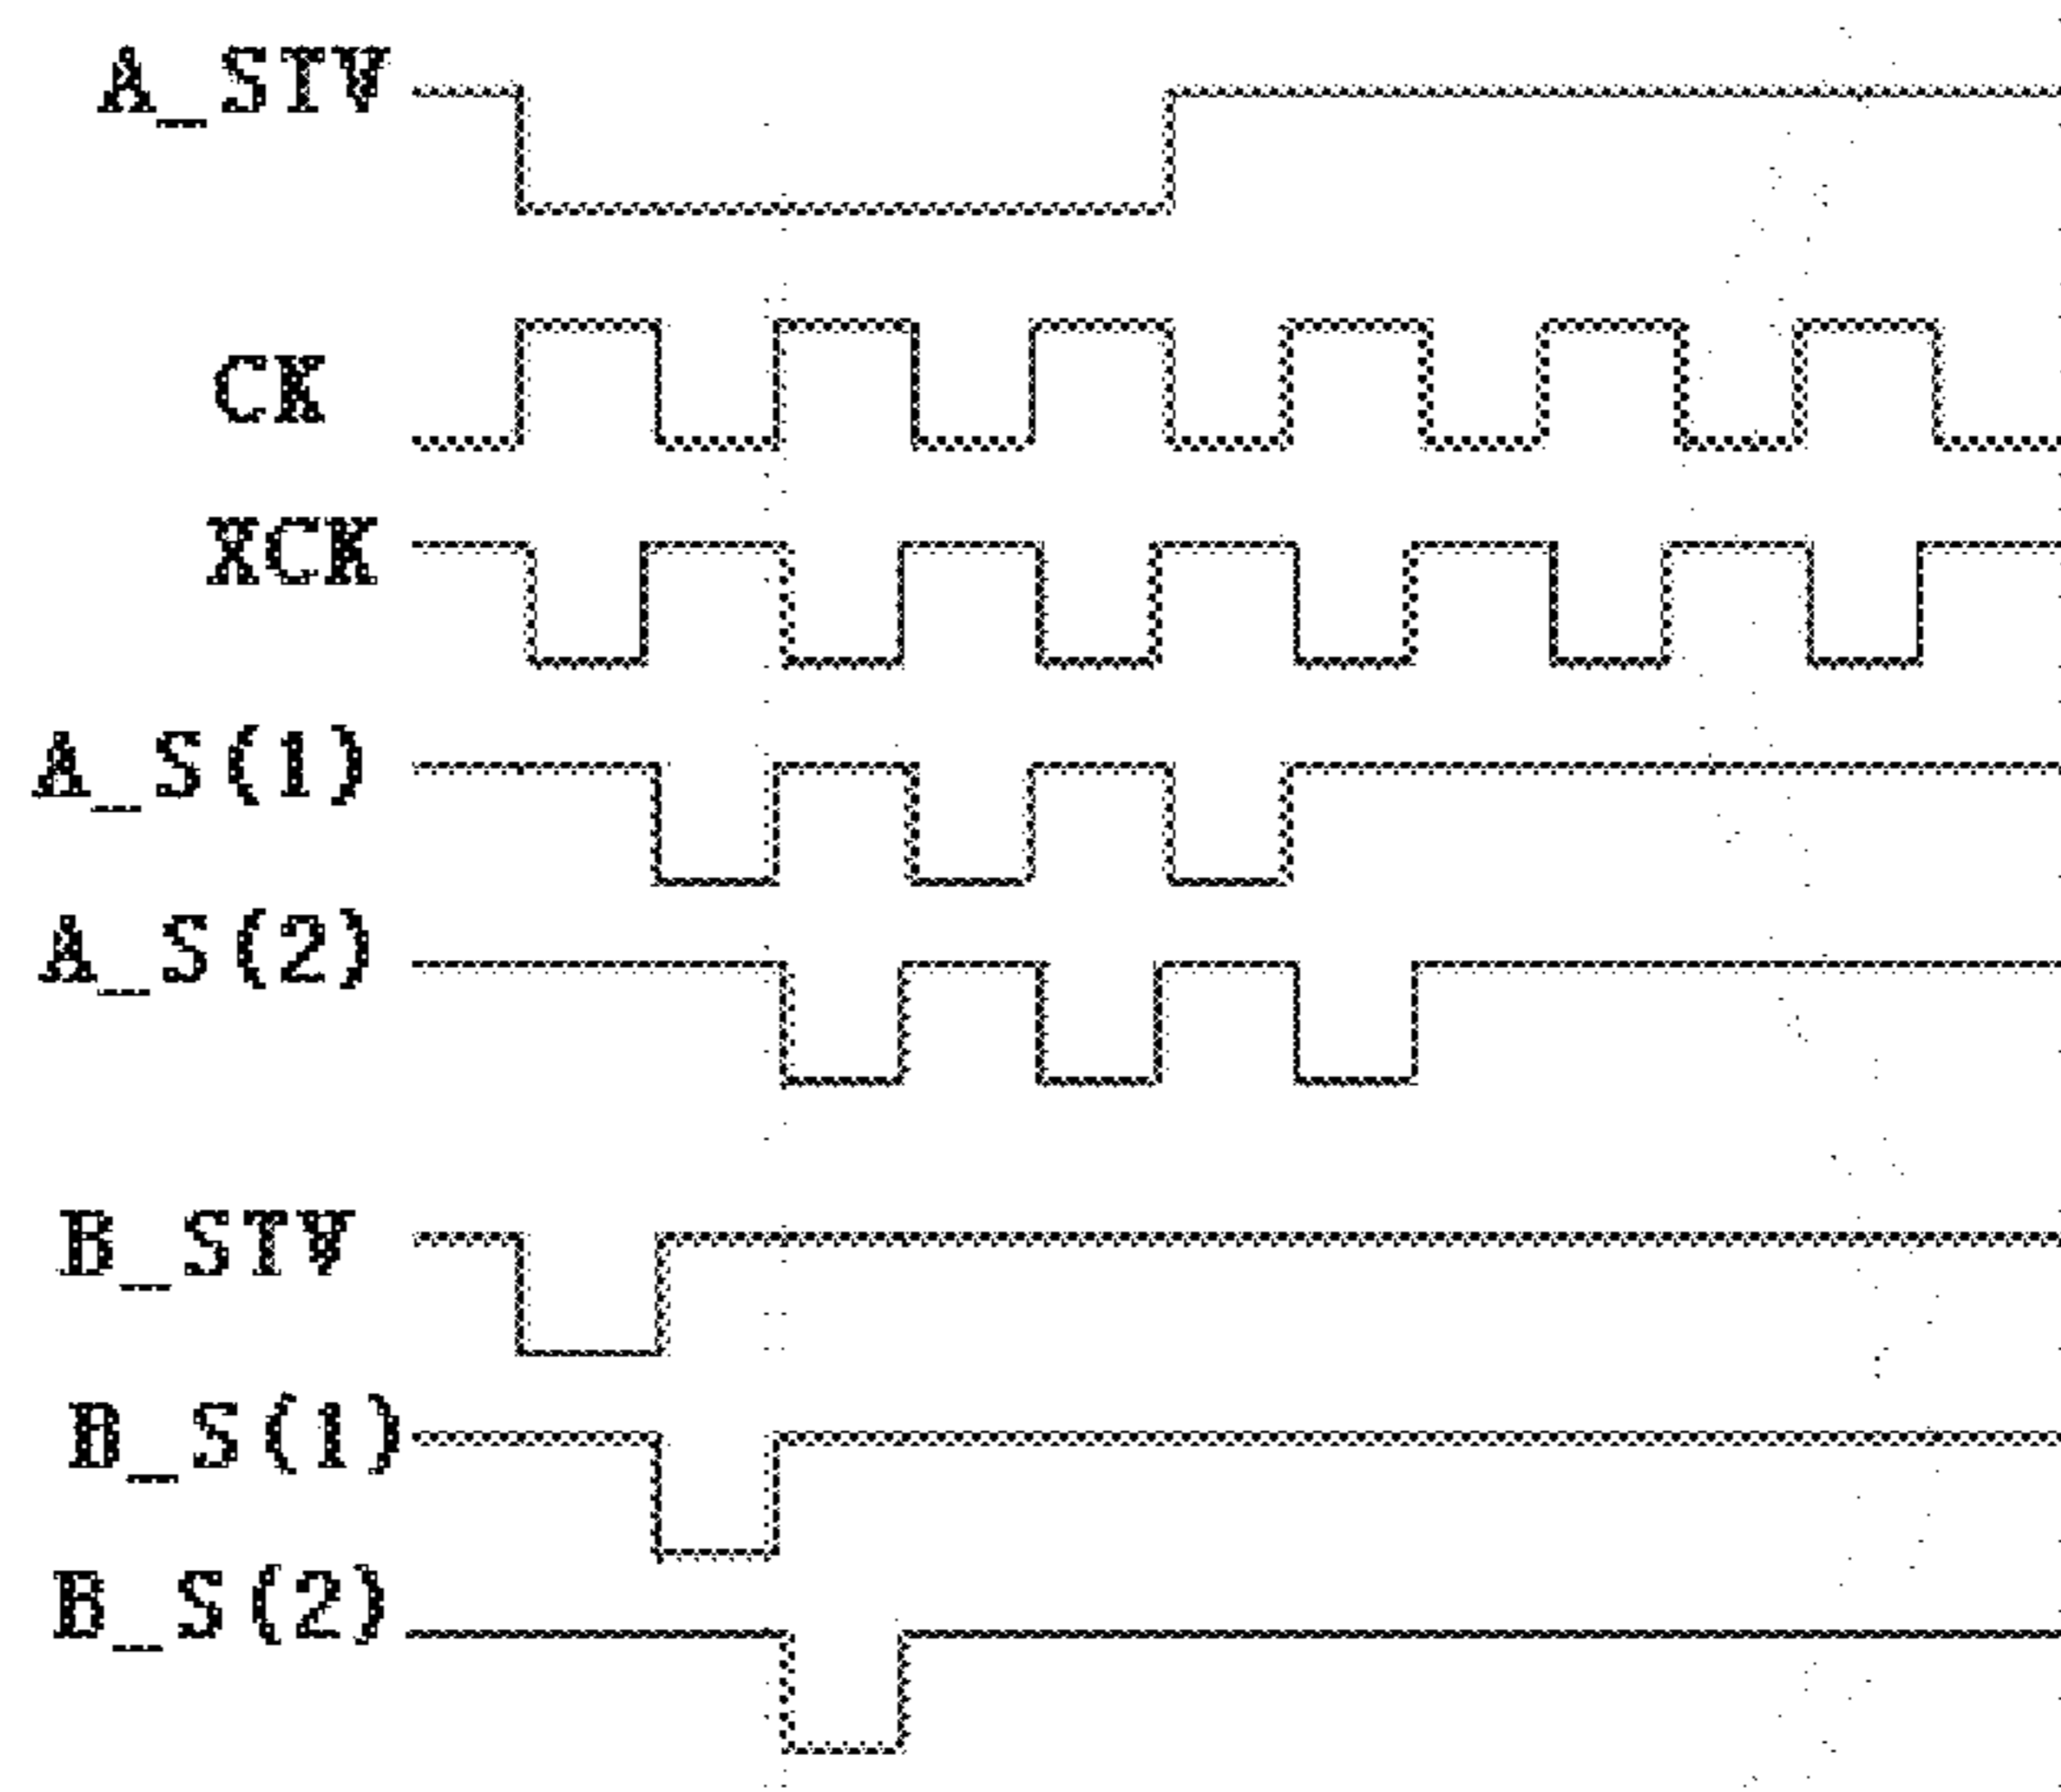 A_STV
CK
XCK
A_S(1)
A_S(2)
B_STV
B_S(1)
B_S(2)